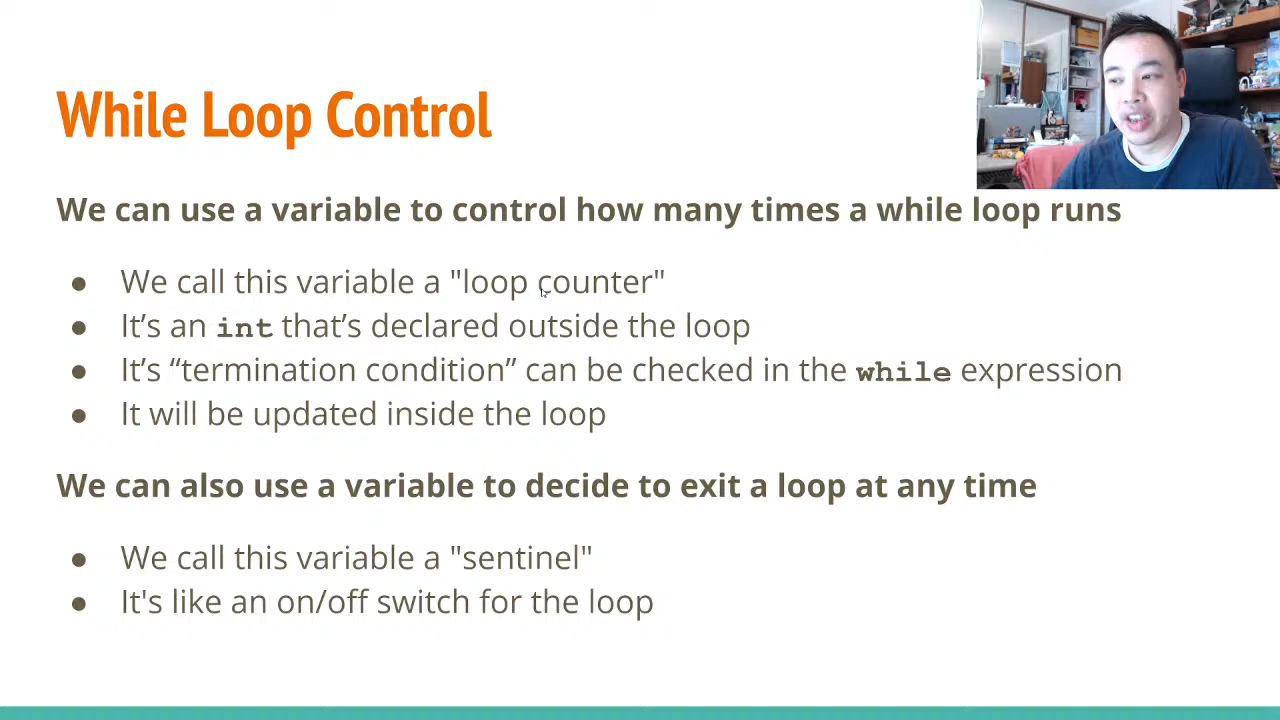 While Loop Control
We can use a variable to control how many times a while loop runs
● We call this variable a "loop counter"
● It’s an int that’s declared outside the loop
● It’s “termination condition” can be checked in the while expression
● It will be updated inside the loop
We can also use a variable to decide to exit a loop at any time
● We call this variable a "sentinel"
● It's like an on/off switch for the loop